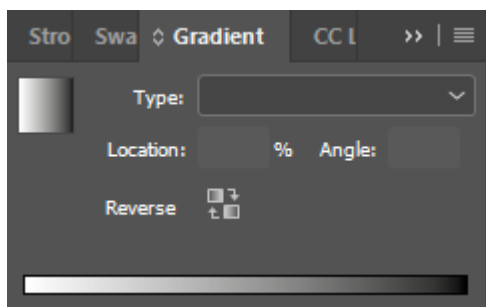 Stro Swa Gradient CC L
Type:
Location: % Angle:
Reverse